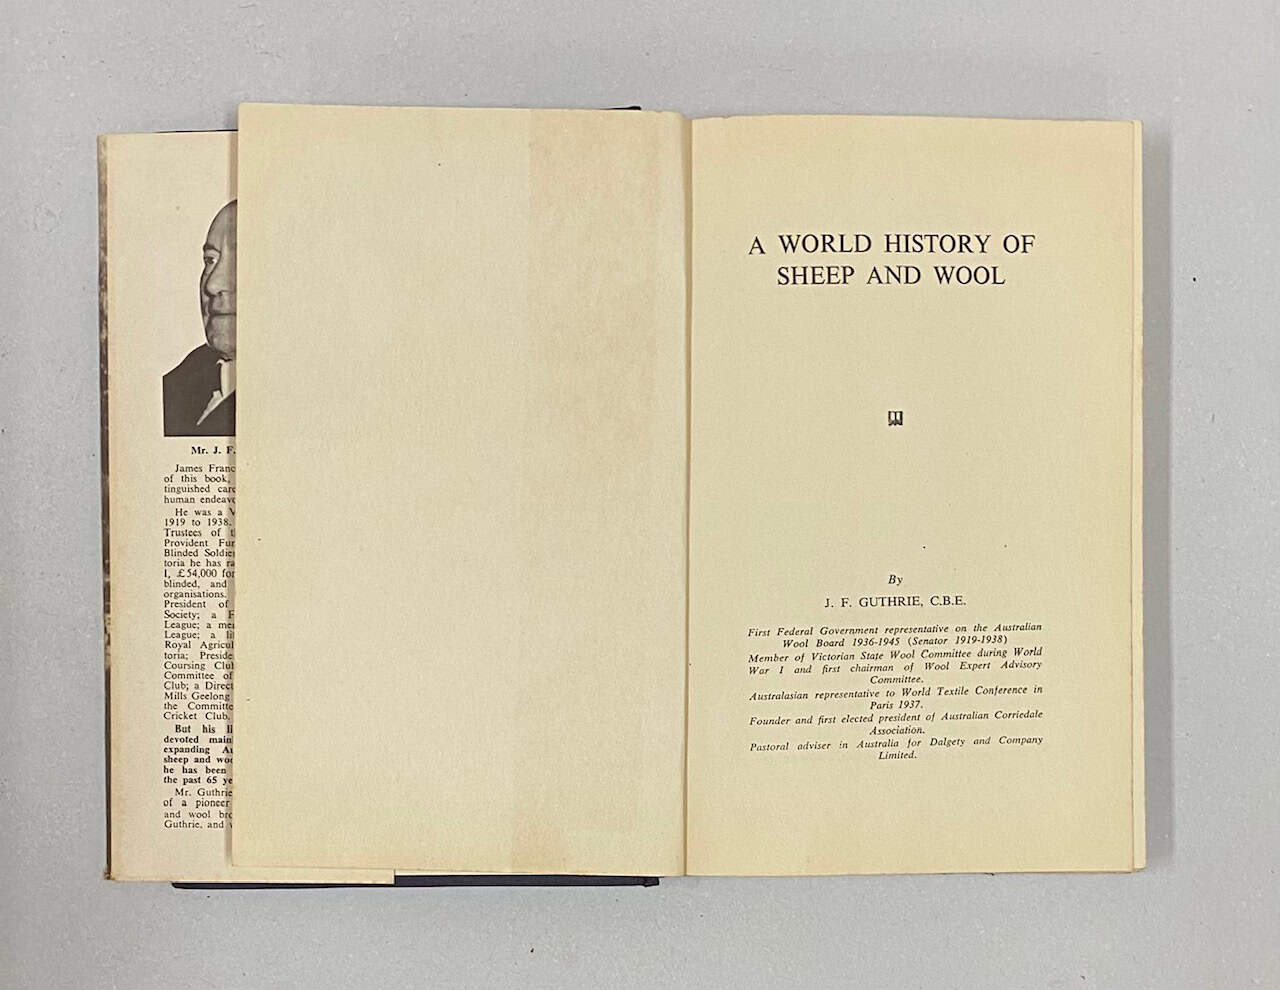 Mr. J. F.
James Franc
of this book,
tinguished care
human endeavo
He was a V
1919 to 1938.
Trustees of t
Provident Fun
Blinded Soldie
toria he has ra
I, £54,000 for
blinded, and
organisations.
President of
Society; a F
League; a me
League; a li
Royal Agricul
toria; Preside
Coursing Clu
Committee of
Club; a Direct
Mills Geelong
the Committe
Cricket Club.
But his li
devoted main
expanding Au
sheep and woo
he has been
the past 65 ye
Mr. Guthrie
of a pioneer
and wool bro
Guthrie, and
A WORLD HISTORY OF
SHEEP AND WOOL
By
J. F. GUTHRIE, C.B.E.
First Federal Government representative on the Australian
Wool Board 1936-1945 (Senator 1919-1938)
Member of Victorian State Wool Committee during World
War I and first chairman of Wool Expert Advisory
Committee.
Australasian representative to World Textile Conference in
Paris 1937.
Founder and first elected president of Australian Corriedale
Association.
Pastoral adviser in Australia for Dalgety and Company
Limited.